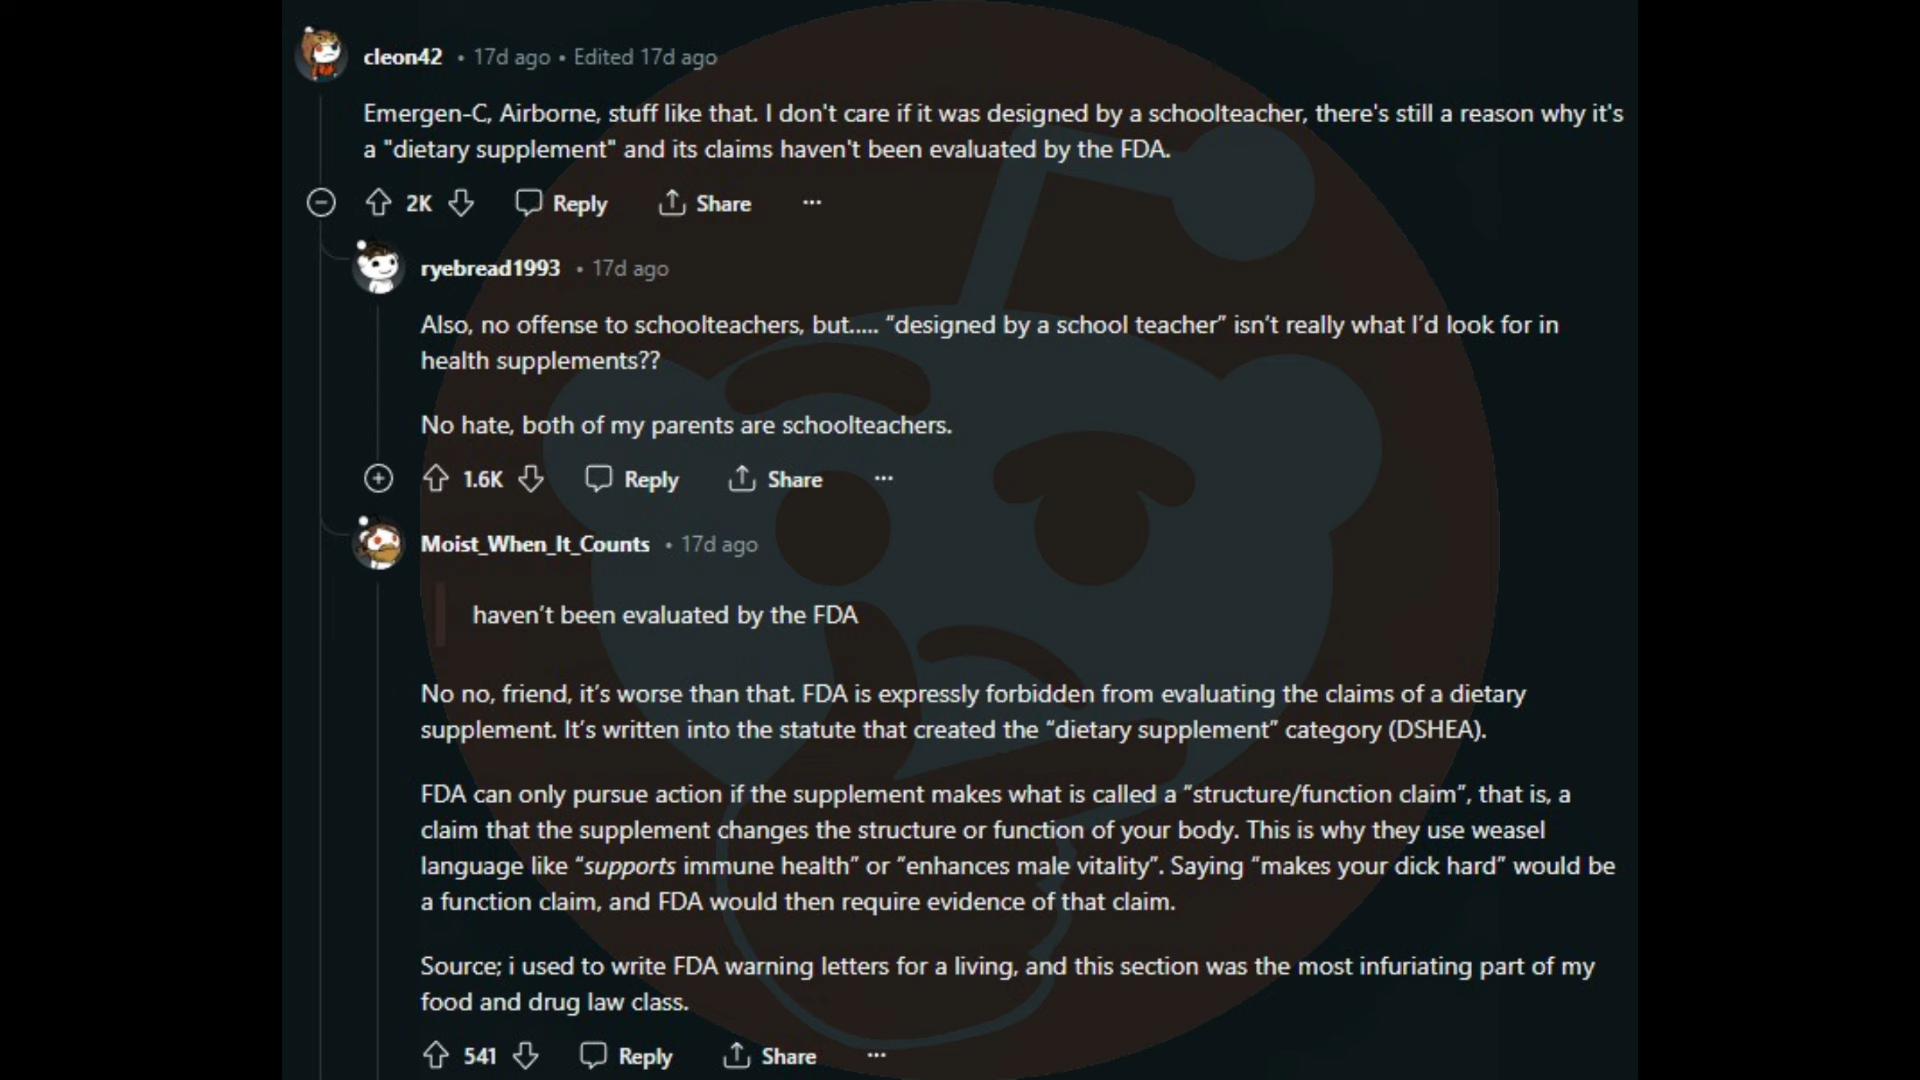 cleon42 • 17d ago • Edited 17d ago
Emergen-C, Airborne, stuff like that. I don't care if it was designed by a schoolteacher, there's still a reason why it's
a "dietary supplement" and its claims haven't been evaluated by the FDA.
2K Reply Share ...
ryebread1993 • 17d ago
Also, no offense to schoolteachers, but..... “designed by a school teacher” isn’t really what I’d look for in
health supplements??
No hate, both of my parents are schoolteachers.
1.6K Reply Share ...
Moist_When_It_Counts • 17d ago
haven’t been evaluated by the FDA
No no, friend, it’s worse than that. FDA is expressly forbidden from evaluating the claims of a dietary
supplement. It’s written into the statute that created the “dietary supplement” category (DSHEA).
FDA can only pursue action if the supplement makes what is called a “structure/function claim”, that is, a
claim that the supplement changes the structure or function of your body. This is why they use weasel
language like “supports immune health” or “enhances male vitality”. Saying “makes your dick hard” would be
a function claim, and FDA would then require evidence of that claim.
Source; i used to write FDA warning letters for a living, and this section was the most infuriating part of my
food and drug law class.
541 Reply Share ...